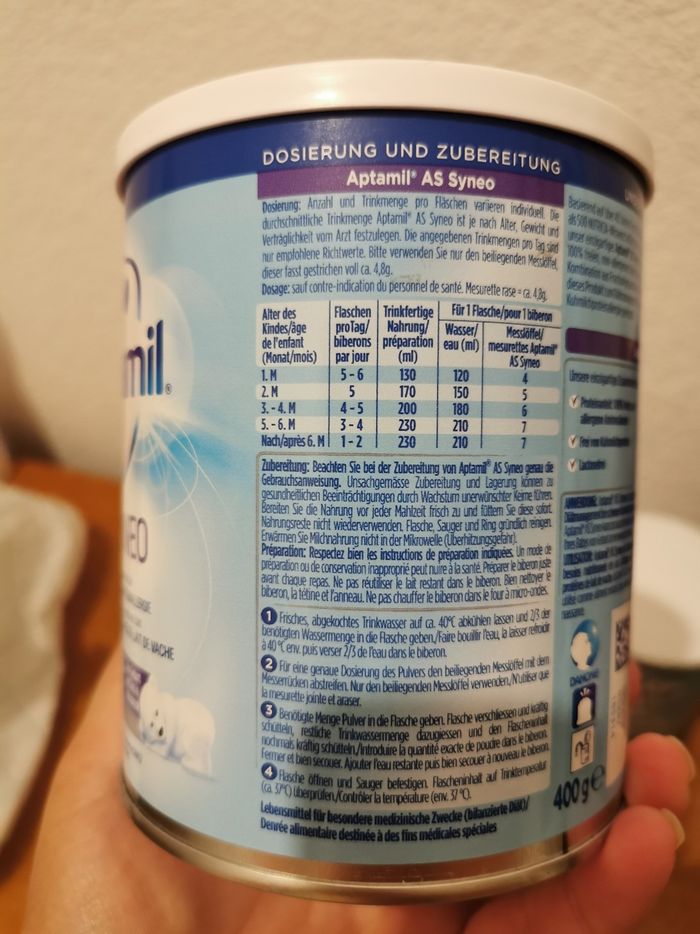 DOSIERUNG UND ZUBEREITUNG
Aptamil® AS Syneo
Dosierung: Anzahl und Trinkmenge pro Fläschen variieren individuell. Die
durchschnittliche Trinkmenge Aptamil® AS Syneo ist je nach Alter, Gewicht und
Verträglichkeit vom Arzt festzulegen. Die angegebenen Trinkmengen pro Tag sind
nur empfohlene Richtwerte. Bitte verwenden Sie nur den beiliegenden Messlöffel,
dieser fasst gestrichen voll ca. 4,8g.
Dosage: sauf contre-indication du personnel de santé. Mesurette rase = ca. 4,8g.
Alter des Kindes/âge de l'enfant (Monat/mois) Flaschen pro Tag/ biberons par jour Trinkfertige Nahrung/ préparation (ml) Für 1 Flasche/pour 1 biberon
Wasser/ eau (ml) Messlöffel/ mesurettes Aptamil® AS Syneo
1. M 5 - 6 130 120 4
2. M 5 170 150 5
3. - 4. M 4 - 5 200 180 6
5. - 6. M 3 - 4 230 210 7
Nach/après 6. M 1 - 2 230 210 7
Zubereitung: Beachten Sie bei der Zubereitung von Aptamil® AS Syneo genau die
Gebrauchsanweisung. Unsachgemässe Zubereitung und Lagerung können zu
gesundheitlichen Beeinträchtigungen durch Wachstum unerwünschter Keime führen.
Bereiten Sie die Nahrung vor jeder Mahlzeit frisch zu und füttern Sie diese sofort.
Nahrungsreste nicht wiederverwenden. Flasche, Sauger und Ring gründlich reinigen.
Erwärmen Sie Milchnahrung nicht in der Mikrowelle (Überhitzungsgefahr).
Préparation: Respectez bien les instructions de préparation indiquées. Un mode de
préparation ou de conservation inapproprié peut nuire à la santé. Préparer le biberon juste
avant chaque repas. Ne pas réutiliser le lait restant dans le biberon. Bien nettoyer le
biberon, la tétine et l'anneau. Ne pas chauffer le biberon dans le four à micro-ondes.
1 Frisches, abgekochtes Trinkwasser auf ca. 40°C abkühlen lassen und 2/3 der
benötigten Wassermenge in die Flasche geben./Faire bouillir l'eau, la laisser refroidir
à 40 °C env. puis verser 2/3 de l'eau dans le biberon.
2 Für eine genaue Dosierung des Pulvers den beiliegenden Messlöffel mit dem
Messerrücken abstreifen. Nur den beiliegenden Messlöffel verwenden./N'utiliser que
la mesurette jointe et araser.
3 Benötigte Menge Pulver in die Flasche geben. Flasche verschliessen und kräftig
schütteln, restliche Trinkwassermenge dazugiessen und den Flascheninhalt
nochmals kräftig schütteln/Introduire la quantité exacte de poudre dans le biberon.
Fermer et bien secouer. Ajouter l'eau restante puis bien secouer à nouveau le biberon.
4 Flasche öffnen und Sauger befestigen. Flascheninhalt auf Trinktemperatur
(ca. 37°C) überprüfen./Contrôler la température (env. 37 °C).
Lebensmittel für besondere medizinische Zwecke (bilanzierte Diät)/
Denrée alimentaire destinée à des fins médicales spéciales
400 g e
mil®
NEO
LAIT DE VACHE
Basierend auf über
Unsere einzigartige
Lactosefrei
DANONE